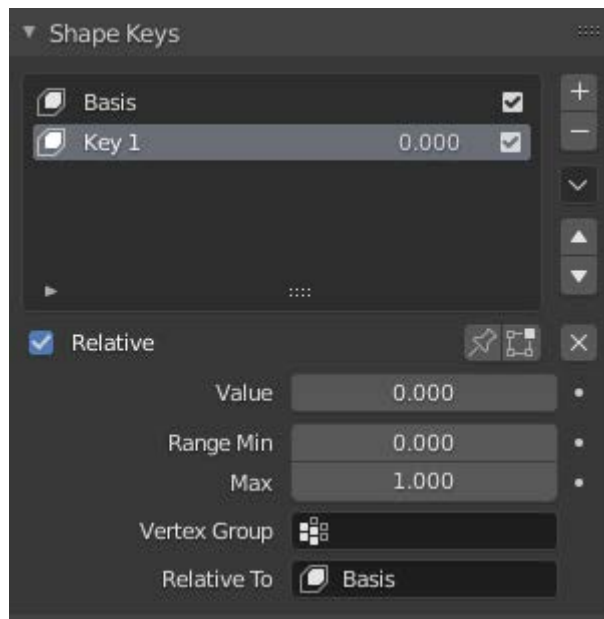 Shape Keys
Basis
Key 1 0.000
Relative
Value 0.000
Range Min 0.000
Max 1.000
Vertex Group
Relative To Basis